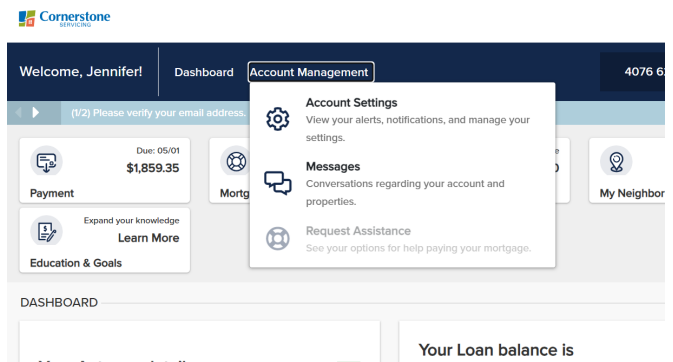 Cornerstone
SERVICING
Welcome, Jennifer! Dashboard Account Management 4076
(1/2) Please verify your email address.
Account Settings
View your alerts, notifications, and manage your
settings.
Messages
Conversations regarding your account and
properties.
Request Assistance
See your options for help paying your mortgage.
Due: 05/01
$1,859.35
Payment
My Neighbor
Expand your knowledge
Learn More
Education & Goals
DASHBOARD
Your Loan balance is